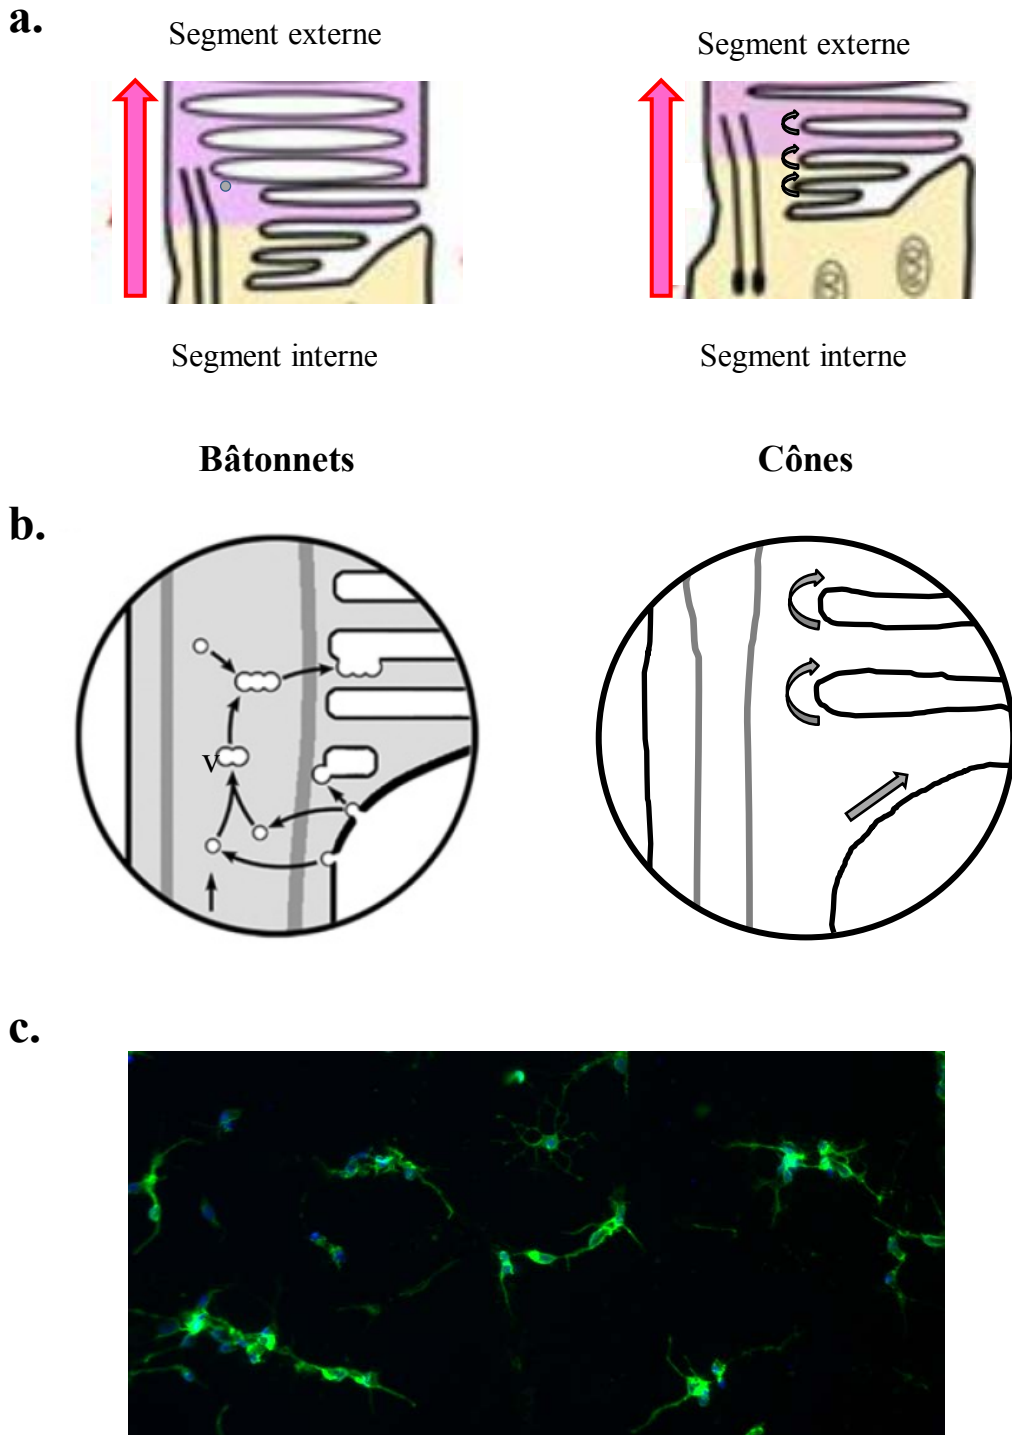 a.
Segment externe
Segment externe
Segment interne
Segment interne
Bâtonnets
Cônes
b.
v
c.